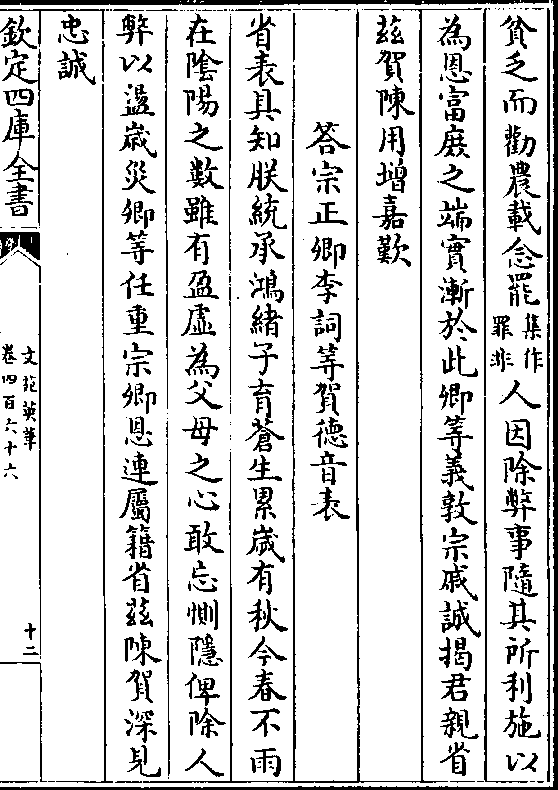 貧乏而勸農載念罷集作罪非人因除弊事隨其所利施以
為恩富庶之端實漸於此卿等義敦宗戚誠揭君親省
茲賀陳用增嘉歎
答宗正卿李詞等賀德音表
省表具知朕統承鴻緒子育蒼生累歲有秋今春不雨
在陰陽之數雖有盈虛為父母之心敢忘惻隱俾除人
弊以邀歲災卿等任重宗卿恩連屬籍省茲陳賀深見
忠誠
欽定四庫全書
文苑英華
卷四百六十六
十二